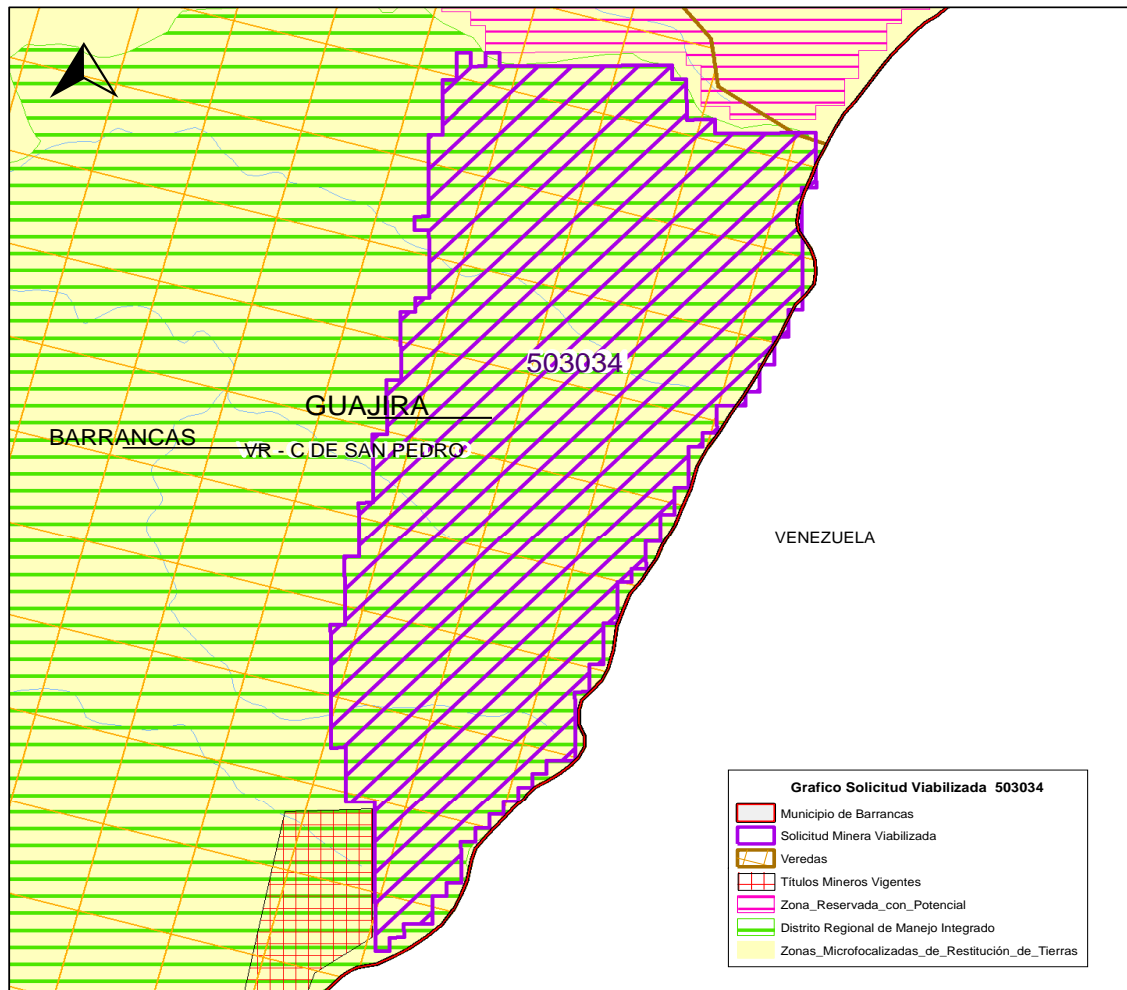 503034
GUAJIRA
BARRANCAS
VR - C DE SAN PEDRO
VENEZUELA
Grafico Solicitud Viabilizada 503034
Municipio de Barrancas
Solicitud Minera Viabilizada
Veredas
Títulos Mineros Vigentes
Zona_Reservada_con_Potencial
Distrito Regional de Manejo Integrado
Zonas_Microfocalizadas_de_Restitución_de_Tierras